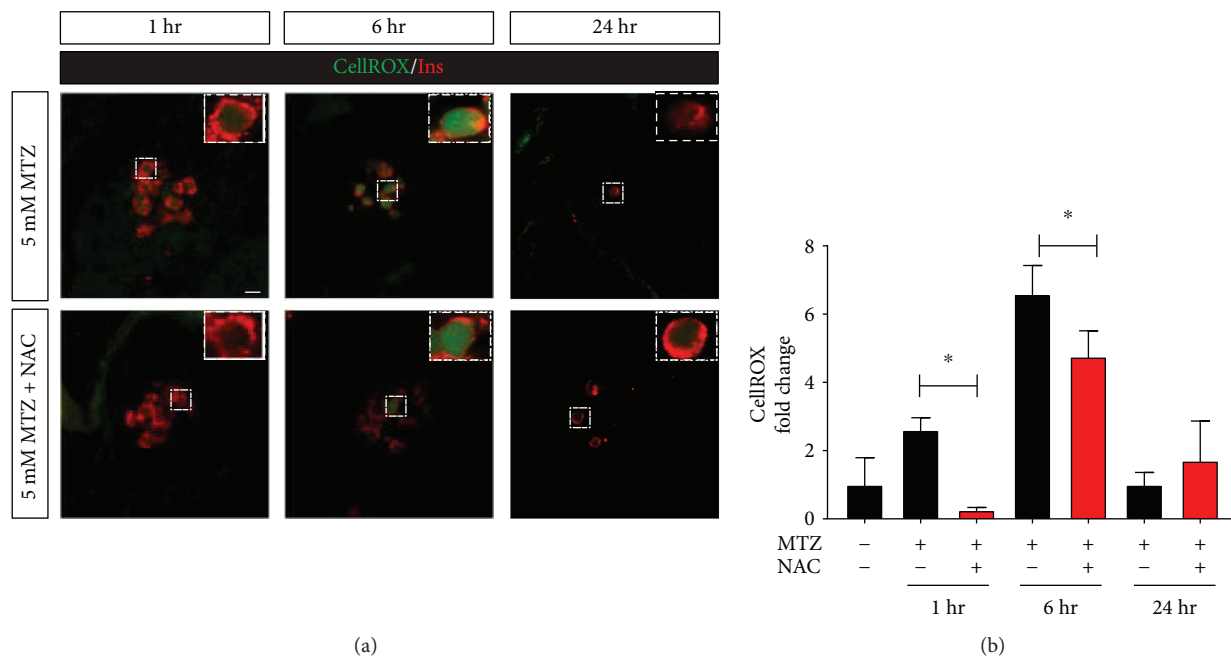 1 hr 6 hr 24 hr
CellROX/Ins
5 mM MTZ
5 mM MTZ + NAC
(a)
CellROX
fold change
8
6
4
2
0
*
*
MTZ − + + + + + +
NAC − − + − + − +
1 hr 6 hr 24 hr
(b)